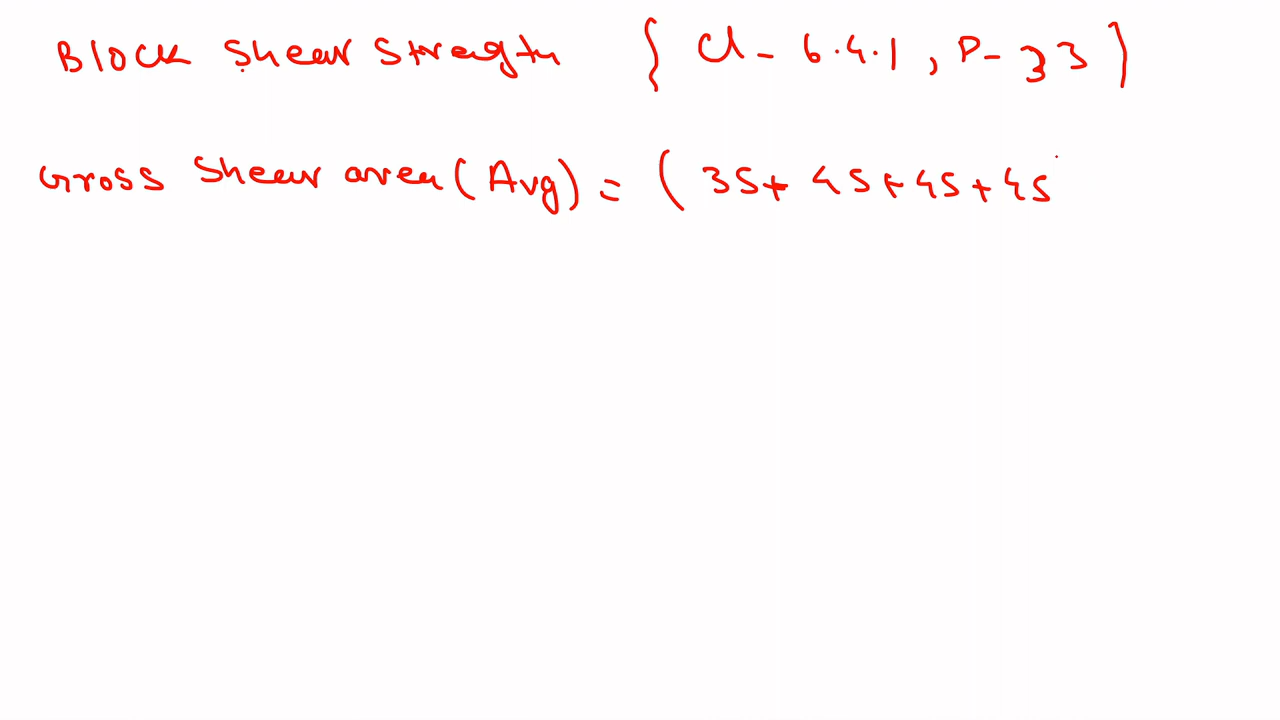 Block Shear Strength { Cl - 6.4.1 , P - 33 }
Gross Shear area (Avg) = ( 35+ 45+45+45